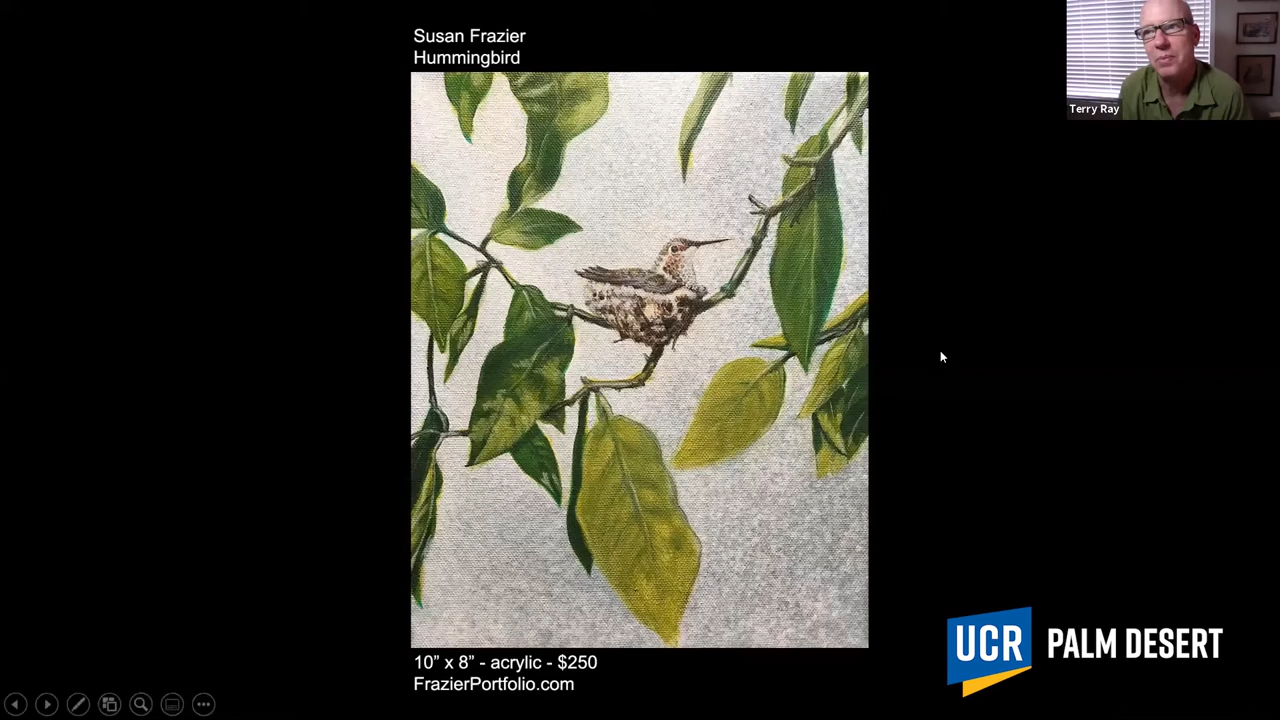 Susan Frazier
Hummingbird
Terry Ray
10” x 8” - acrylic - $250
FrazierPortfolio.com
UCR PALM DESERT